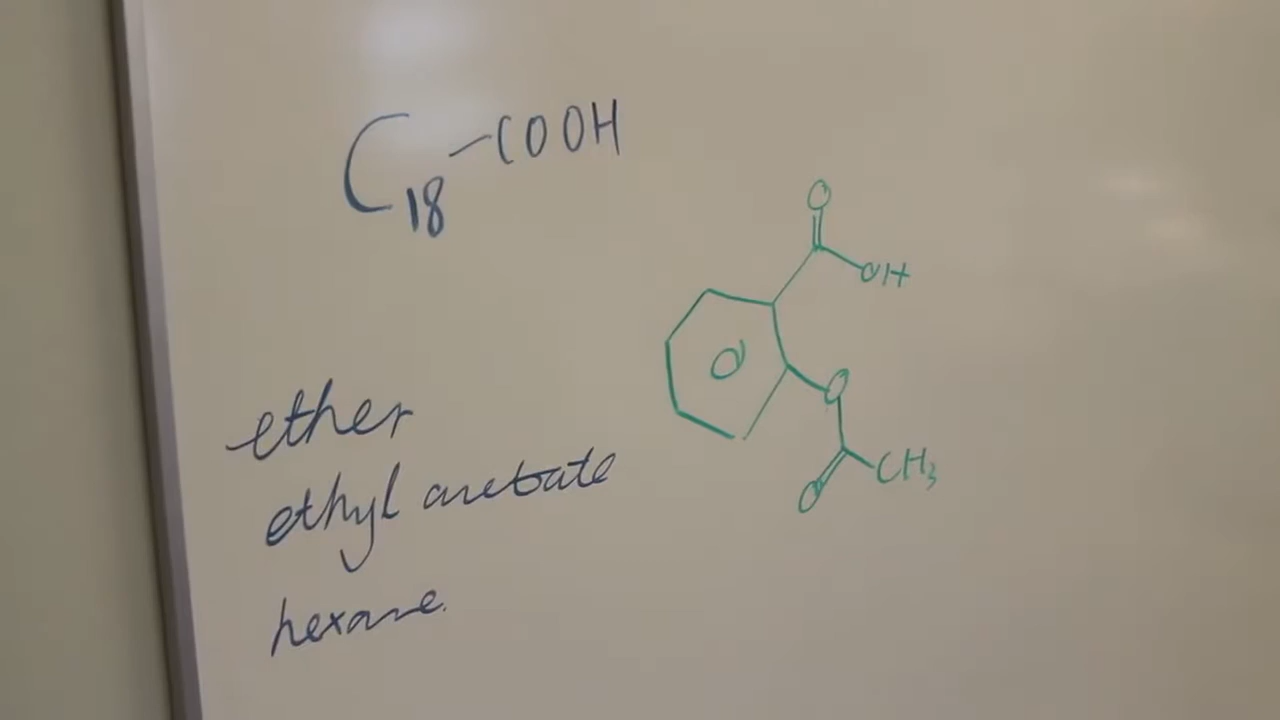 C18-COOH
O
OH
O
O
CH3
ether
ethyl acetate
hexane.